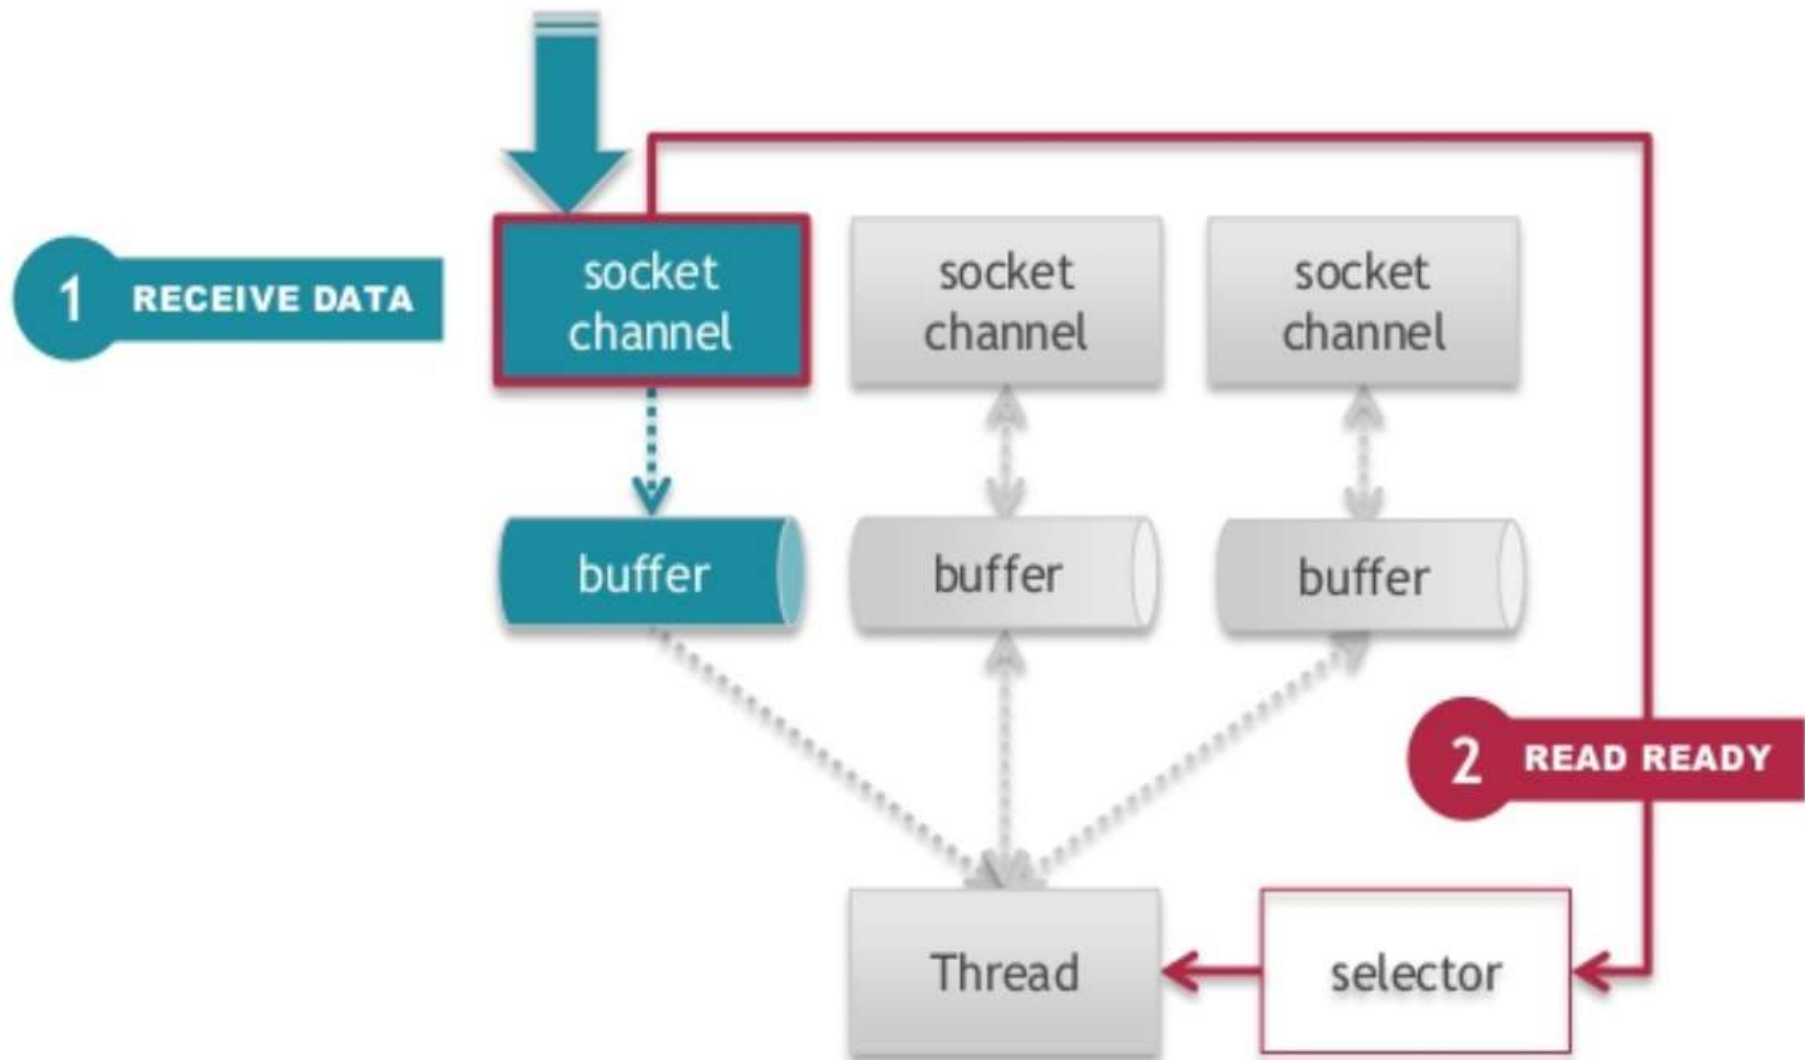 1 RECEIVE DATA
socket
channel
socket
channel
socket
channel
buffer
buffer
buffer
2 READ READY
Thread
selector